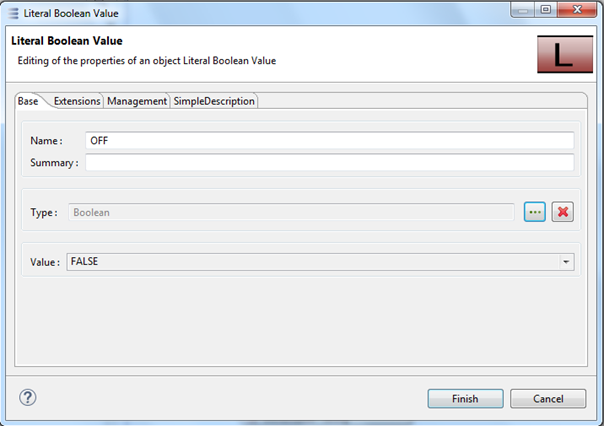 Literal Boolean Value
Literal Boolean Value
Editing of the properties of an object Literal Boolean Value
L
Base Extensions Management SimpleDescription
Name : OFF
Summary :
Type : Boolean ...
Value : FALSE
? Finish Cancel